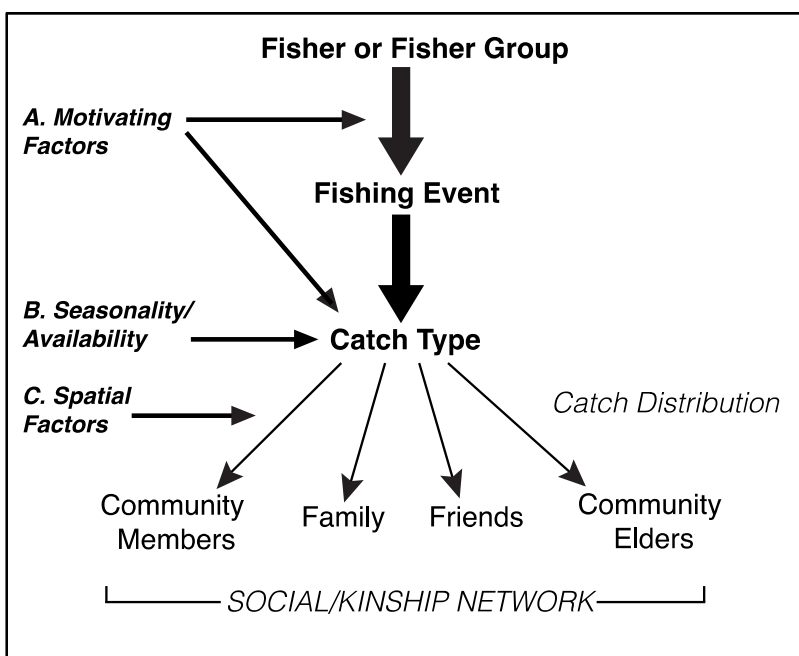 Fisher or Fisher Group
A. Motivating
Factors
Fishing Event
B. Seasonality/
Availability
Catch Type
C. Spatial
Factors
Catch Distribution
Community
Members
Family
Friends
Community
Elders
SOCIAL/KINSHIP NETWORK